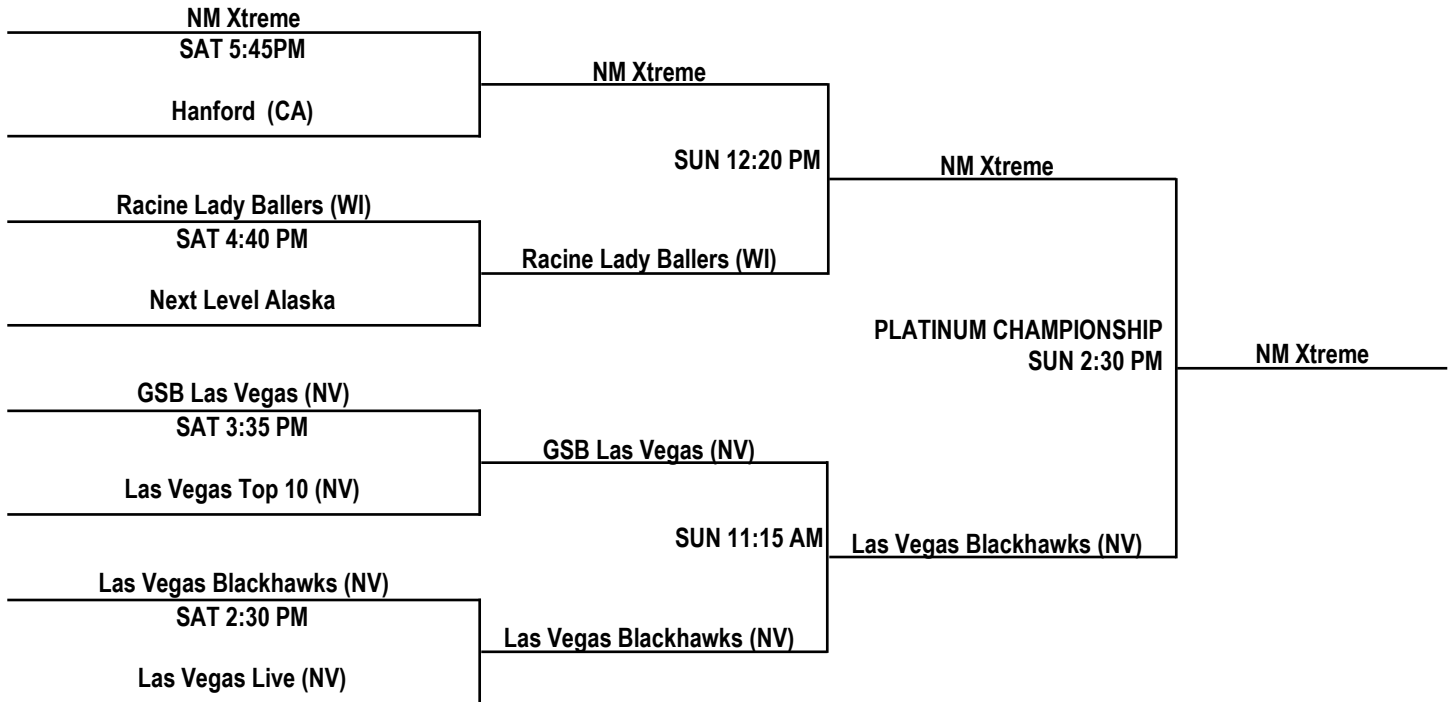 NM Xtreme
SAT 5:45PM
NM Xtreme
Hanford (CA)
SUN 12:20 PM
NM Xtreme
Racine Lady Ballers (WI)
SAT 4:40 PM
Racine Lady Ballers (WI)
Next Level Alaska
PLATINUM CHAMPIONSHIP
SUN 2:30 PM
NM Xtreme
GSB Las Vegas (NV)
SAT 3:35 PM
GSB Las Vegas (NV)
Las Vegas Top 10 (NV)
SUN 11:15 AM
Las Vegas Blackhawks (NV)
Las Vegas Blackhawks (NV)
SAT 2:30 PM
Las Vegas Blackhawks (NV)
Las Vegas Live (NV)